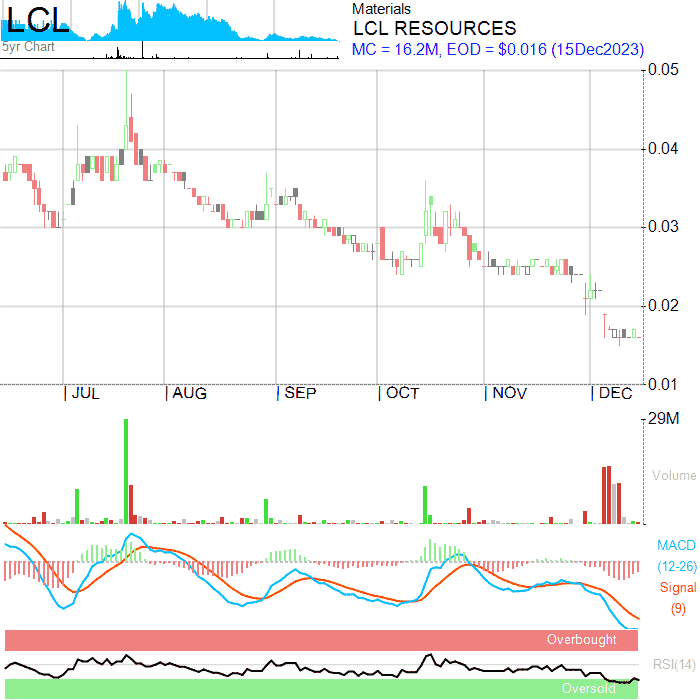 LCL
5yr Chart
Materials
LCL RESOURCES
MC = 16.2M, EOD = $0.016 (15Dec2023)
0.05
0.04
0.03
0.02
0.01
JUL AUG SEP OCT NOV DEC
29M
Volume
MACD
(12-26)
Signal
(9)
Overbought
RSI(14)
Oversold